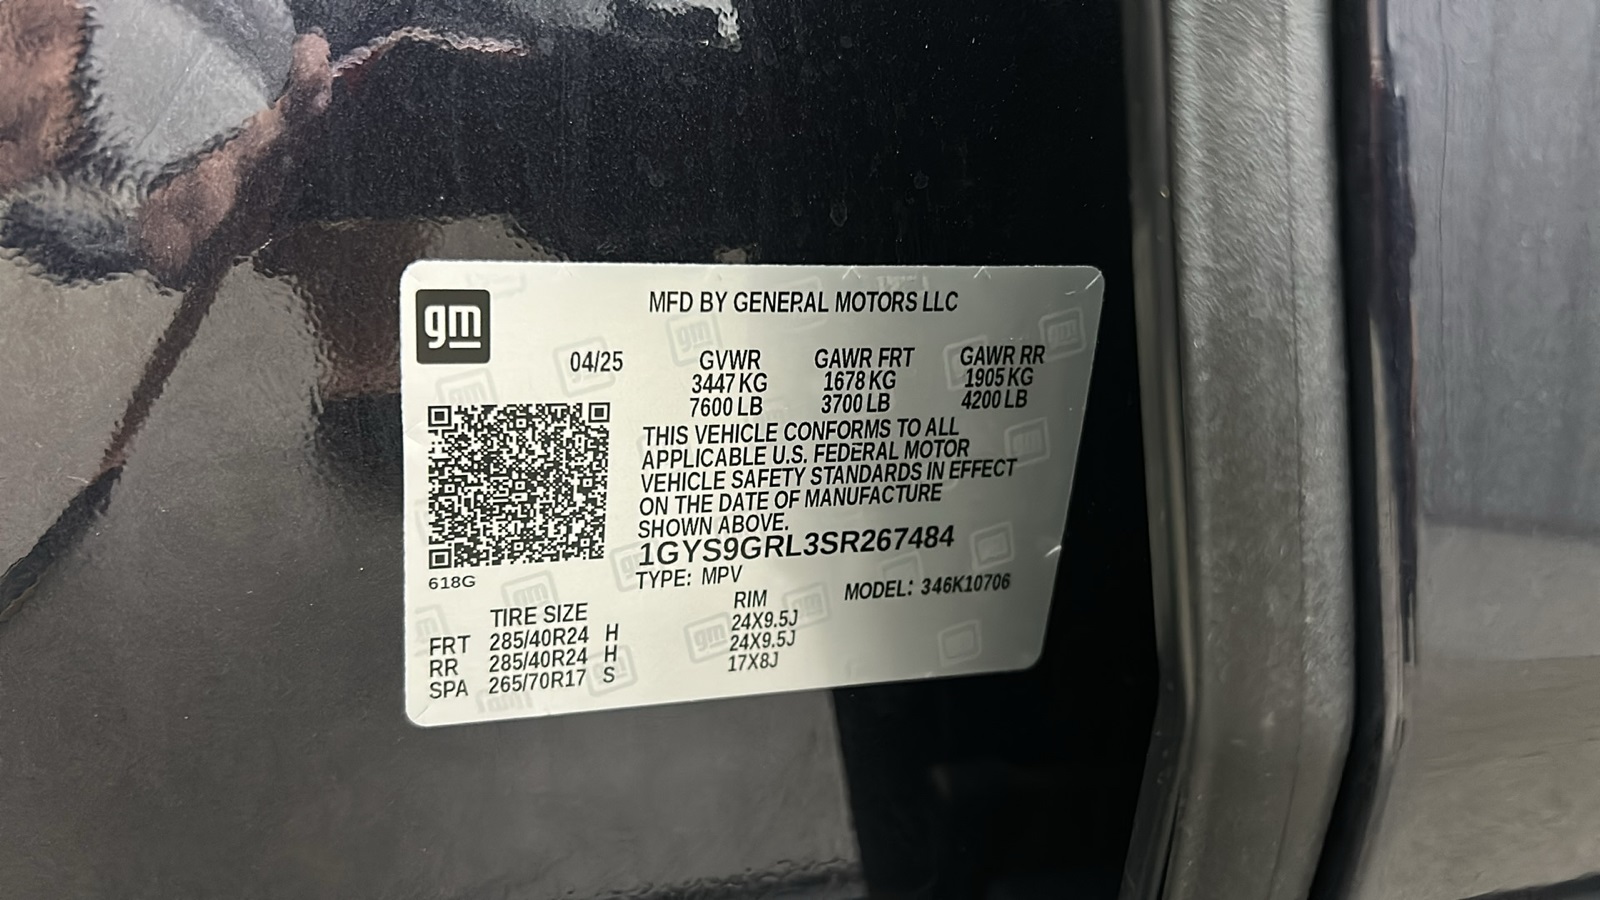 gm
MFD BY GENERAL MOTORS LLC
04/25 GVWR GAWR FRT GAWR RR
3447 KG 1678 KG 1905 KG
7600 LB 3700 LB 4200 LB
THIS VEHICLE CONFORMS TO ALL
APPLICABLE U.S. FEDERAL MOTOR
VEHICLE SAFETY STANDARDS IN EFFECT
ON THE DATE OF MANUFACTURE
SHOWN ABOVE.
1GYS9GRL3SR267484
618G TYPE: MPV MODEL: 346K10706
TIRE SIZE RIM
FRT 285/40R24 H 24X9.5J
RR 285/40R24 H 24X9.5J
SPA 265/70R17 S 17X8J